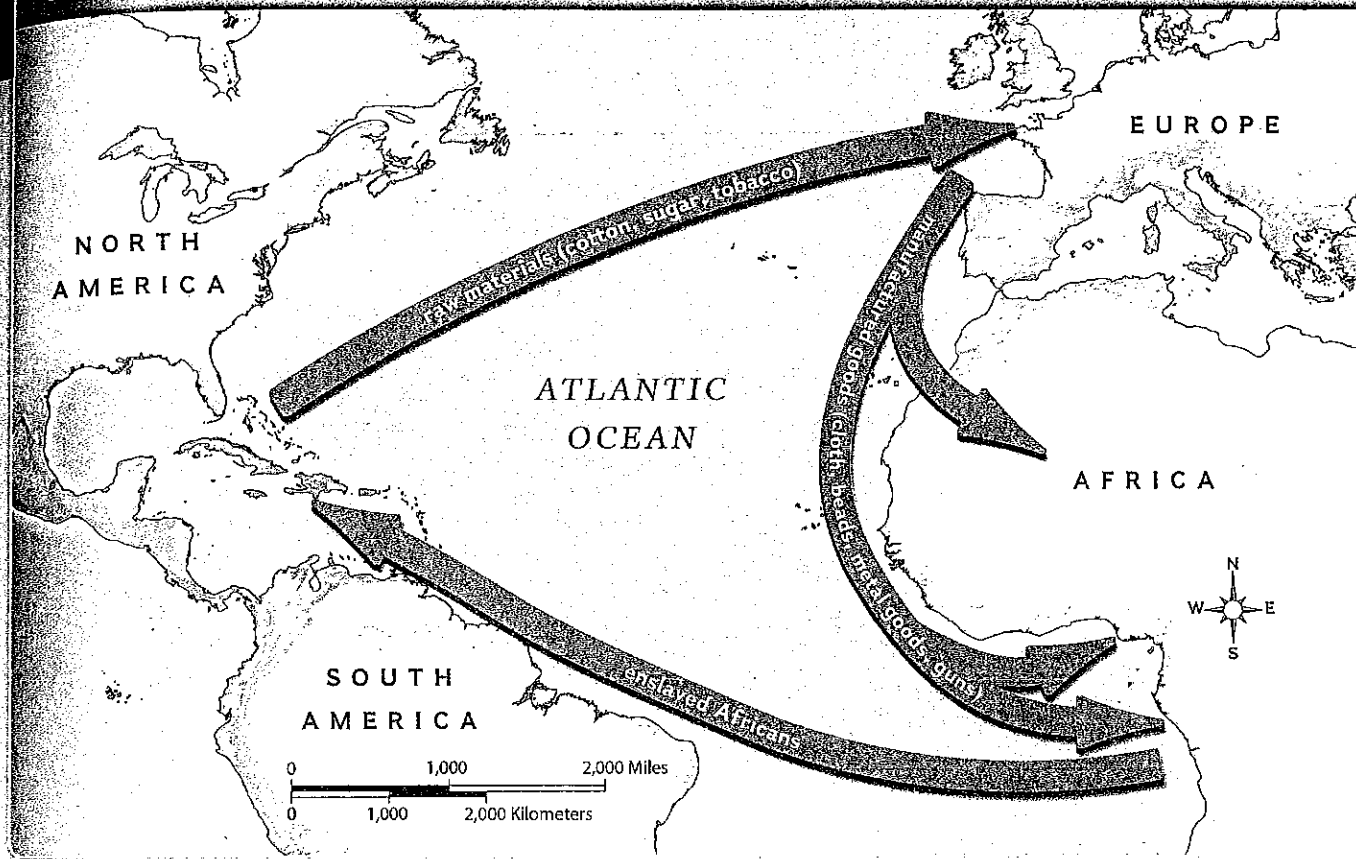 EUROPE
NORTH
AMERICA
raw materials (cotton, sugar, tobacco)
manufactured goods (cloth, beads, metal goods, guns)
ATLANTIC
OCEAN
AFRICA
N
W E
S
SOUTH
AMERICA
enslaved Africans
0 1,000 2,000 Miles
0 1,000 2,000 Kilometers